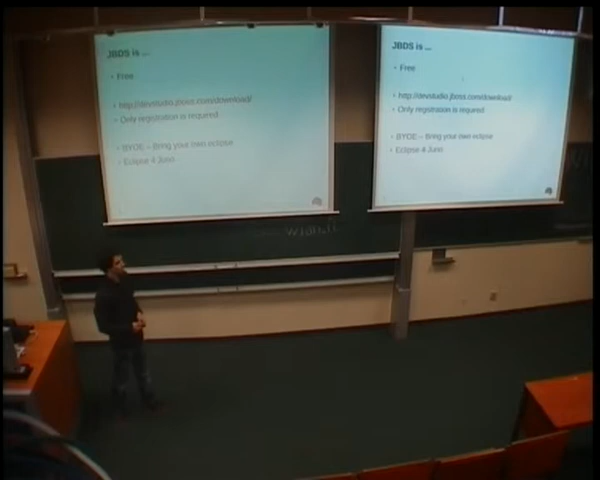 JBDS is ...
Free
http://devstudio.jboss.com/download/
Only registration is required
BYOE – Bring your own eclipse
Eclipse 4 Juno
JBDS is ...
Free
http://devstudio.jboss.com/download/
Only registration is required
BYOE – Bring your own eclipse
Eclipse 4 Juno